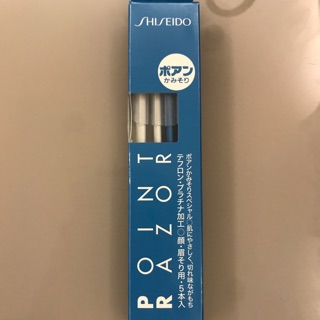 SHISEIDO
ポアン
かみそり
POINT
RAZOR
ポアンかみそりスペシャル○肌にやさしく、切れ味ながもち
テフロン・プラチナ加工○顔・眉そり用・5本入